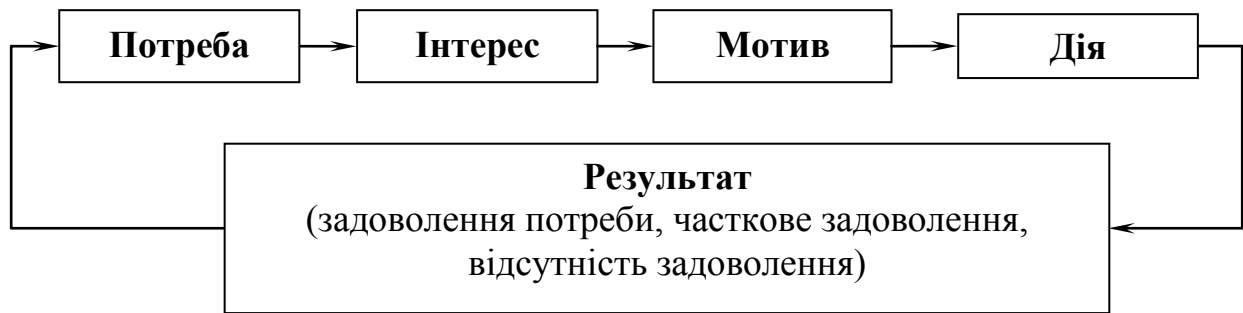 Потреба
Інтерес
Мотив
Дія
Результат
(задоволення потреби, часткове задоволення,
відсутність задоволення)